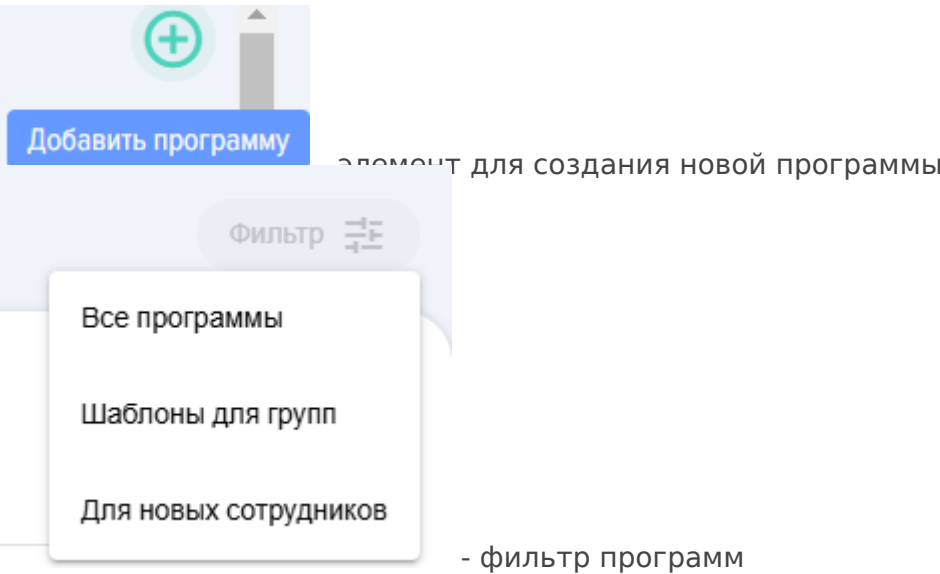 Добавить программу
элемент для создания новой программы
Фильтр
Все программы
Шаблоны для групп
Для новых сотрудников
- фильтр программ